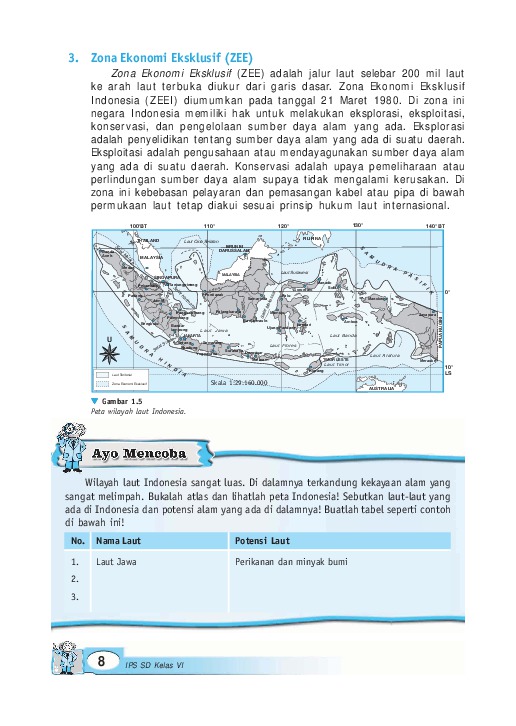 3. Zona Ekonomi Eksklusif (ZEE)
Zona Ekonomi Eksklusif (ZEE) adalah jalur laut selebar 200 mil laut
ke arah laut terbuka diukur dari garis dasar. Zona Ekonomi Eksklusif
Indonesia (ZEEI) diumumkan pada tanggal 21 Maret 1980. Di zona ini
negara Indonesia memiliki hak untuk melakukan eksplorasi, eksploitasi,
konservasi, dan pengelolaan sumber daya alam yang ada. Eksplorasi
adalah penyelidikan tentang sumber daya alam yang ada di suatu daerah.
Eksploitasi adalah pengusahaan atau mendayagunakan sumber daya alam
yang ada di suatu daerah. Konservasi adalah upaya pemeliharaan atau
perlindungan sumber daya alam supaya tidak mengalami kerusakan. Di
zona ini kebebasan pelayaran dan pemasangan kabel atau pipa di bawah
permukaan laut tetap diakui sesuai prinsip hukum laut internasional.
100°BT 110° 120° 130° 140°BT
THAILAND
MALAYSIA
SINGAPURA
DARUSSALAM
MALAYSIA
FILIPINA
SAMUDRA PASIFIK
0°
Laut Jawa
Laut Banda
Laut Flores
Laut Arafura
Laut Timor
TIMOR LESTE
PAPUA NUGINI
SAMUDRA HINDIA
JAKARTA
U
10°
LS
AUSTRALIA
Laut Teritorial
Zona Ekonomi Eksklusif
Skala 1:29.160.000
Gambar 1.5
Peta wilayah laut Indonesia.
Ayo Mencoba
Wilayah laut Indonesia sangat luas. Di dalamnya terkandung kekayaan alam yang
sangat melimpah. Bukalah atlas dan lihatlah peta Indonesia! Sebutkan laut-laut yang
ada di Indonesia dan potensi alam yang ada di dalamnya! Buatlah tabel seperti contoh
di bawah ini!
No. Nama Laut Potensi Laut
1. Laut Jawa Perikanan dan minyak bumi
2.
3.
8 IPS SD Kelas VI